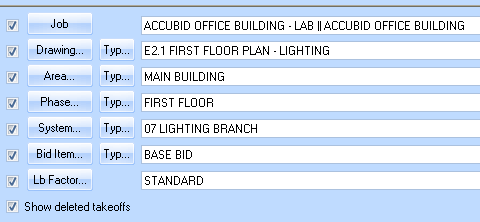 Job ACCUBID OFFICE BUILDING - LAB || ACCUBID OFFICE BUILDING
Drawing... Typ... E2.1 FIRST FLOOR PLAN - LIGHTING
Area... Typ... MAIN BUILDING
Phase... Typ... FIRST FLOOR
System... Typ... 07 LIGHTING BRANCH
Bid Item... Typ... BASE BID
Lb Factor... STANDARD
Show deleted takeoffs